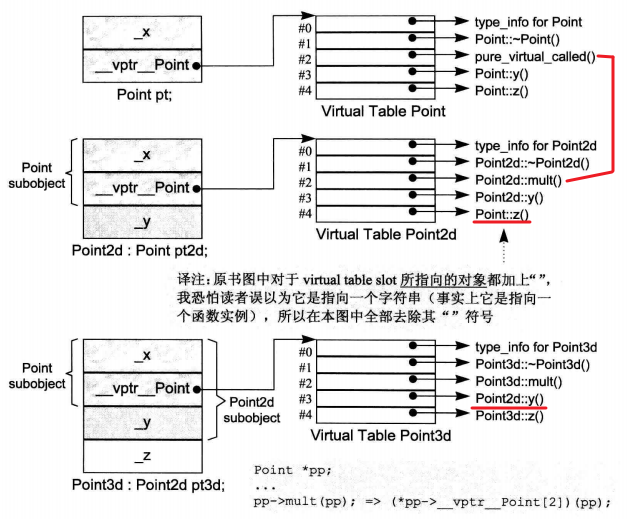 _x
__vptr__Point
Point pt;
#0
#1
#2
#3
#4
type_info for Point
Point::~Point()
pure_virtual_called()
Point::y()
Point::z()
Virtual Table Point
Point
subobject
_x
__vptr__Point
_y
Point2d : Point pt2d;
#0
#1
#2
#3
#4
type_info for Point2d
Point2d::~Point2d()
Point2d::mult()
Point2d::y()
Point::z()
Virtual Table Point2d
译注：原书图中对于 virtual table slot 所指向的对象都加上“”，
我恐怕读者误以为它是指向一个字符串（事实上它是指向一
个函数实例），所以在本图中全部去除其“”符号
Point
subobject
_x
__vptr__Point
_y
_z
Point2d
subobject
Point3d : Point2d pt3d;
#0
#1
#2
#3
#4
type_info for Point3d
Point3d::~Point3d()
Point3d::mult()
Point2d::y()
Point3d::z()
Virtual Table Point3d
Point *pp;
...
pp->mult(pp); => (*pp->__vptr__Point[2])(pp);